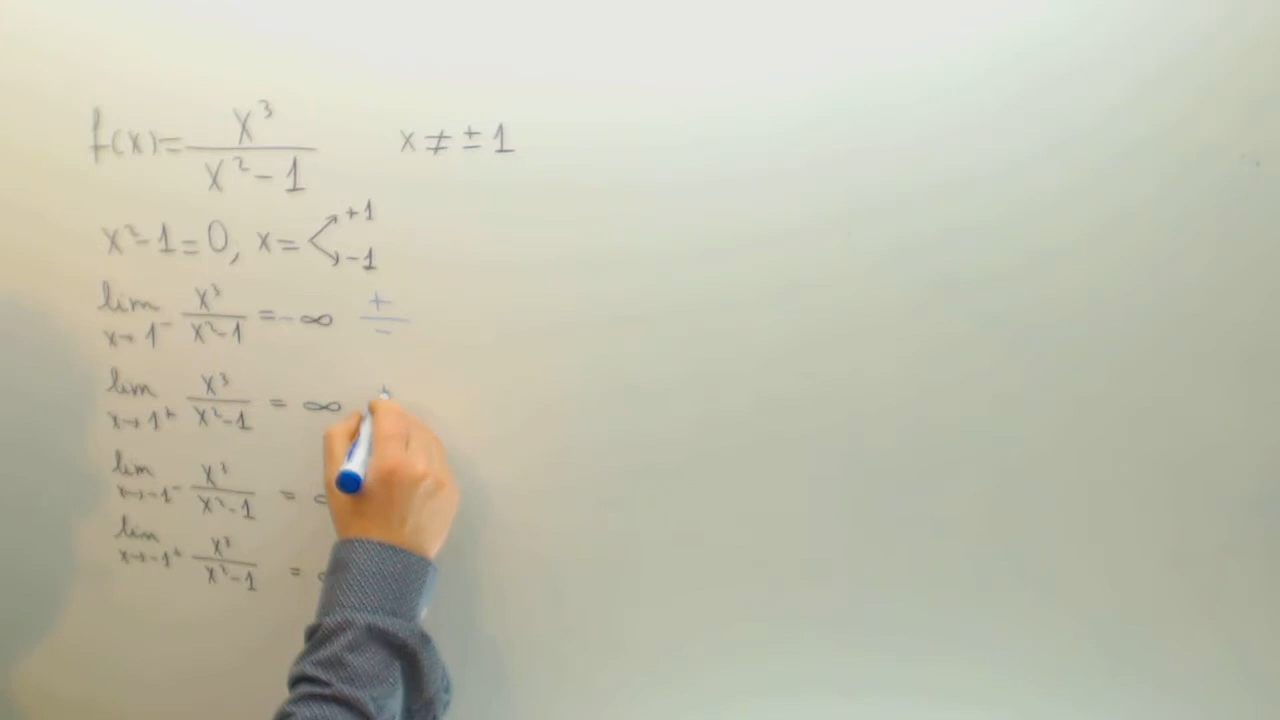 f(x)= x³ / x²-1 x ≠ ± 1
x²-1=0, x= +1 -1
lim x→1⁻ x³ / x²-1 = -∞ + / -
lim x→1⁺ x³ / x²-1 = ∞ +
lim x→-1⁻ x³ / x²-1 =
lim x→-1⁺ x³ / x²-1 =